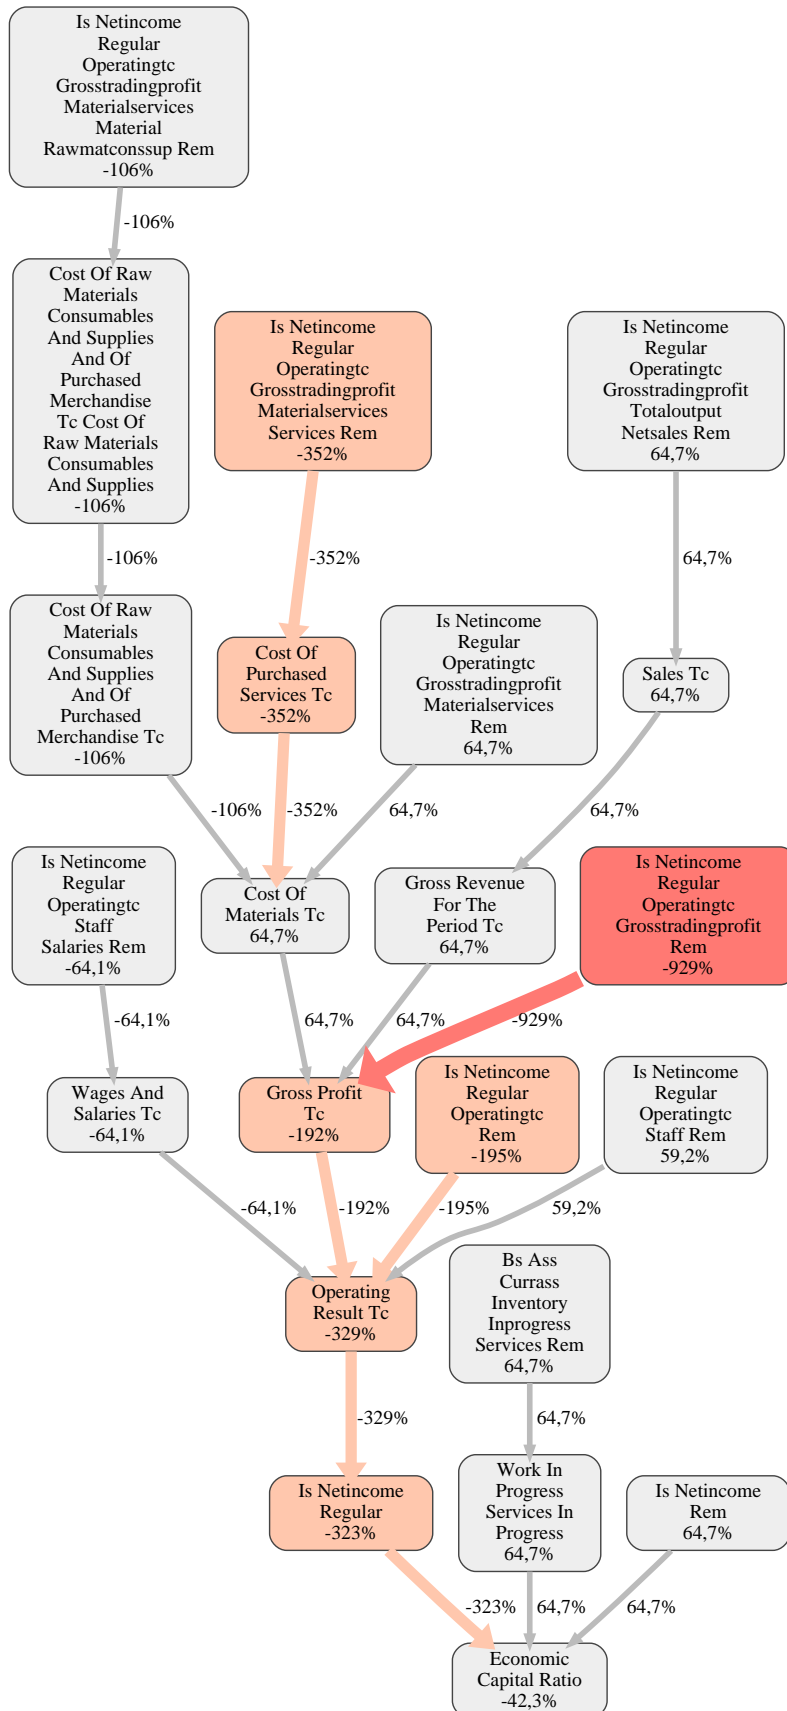 Is Netincome
Regular
Operatingtc
Grosstradingprofit
Materialservices
Material
Rawmatconssup Rem
-106%
-106%
Cost Of Raw
Materials
Consumables
And Supplies
And Of
Purchased
Merchandise
Tc Cost Of
Raw Materials
Consumables
And Supplies
-106%
Is Netincome
Regular
Operatingtc
Grosstradingprofit
Materialservices
Services Rem
-352%
Is Netincome
Regular
Operatingtc
Grosstradingprofit
Totaloutput
Netsales Rem
64,7%
-106%
-352%
64,7%
Cost Of Raw
Materials
Consumables
And Supplies
And Of
Purchased
Merchandise Tc
-106%
Cost Of
Purchased
Services Tc
-352%
Is Netincome
Regular
Operatingtc
Grosstradingprofit
Materialservices
Rem
64,7%
Sales Tc
64,7%
-106%
-352%
64,7%
64,7%
Is Netincome
Regular
Operatingtc
Staff
Salaries Rem
-64,1%
Cost Of
Materials Tc
64,7%
Gross Revenue
For The
Period Tc
64,7%
Is Netincome
Regular
Operatingtc
Grosstradingprofit
Rem
-929%
-64,1%
64,7%
64,7%
-929%
Wages And
Salaries Tc
-64,1%
Gross Profit
Tc
-192%
Is Netincome
Regular
Operatingtc
Rem
-195%
Is Netincome
Regular
Operatingtc
Staff Rem
59,2%
-64,1%
-192%
-195%
59,2%
Operating
Result Tc
-329%
Bs Ass
Currass
Inventory
Inprogress
Services Rem
64,7%
-329%
64,7%
Is Netincome
Regular
-323%
Work In
Progress
Services In
Progress
64,7%
Is Netincome
Rem
64,7%
-323%
64,7%
64,7%
Economic
Capital Ratio
-42,3%